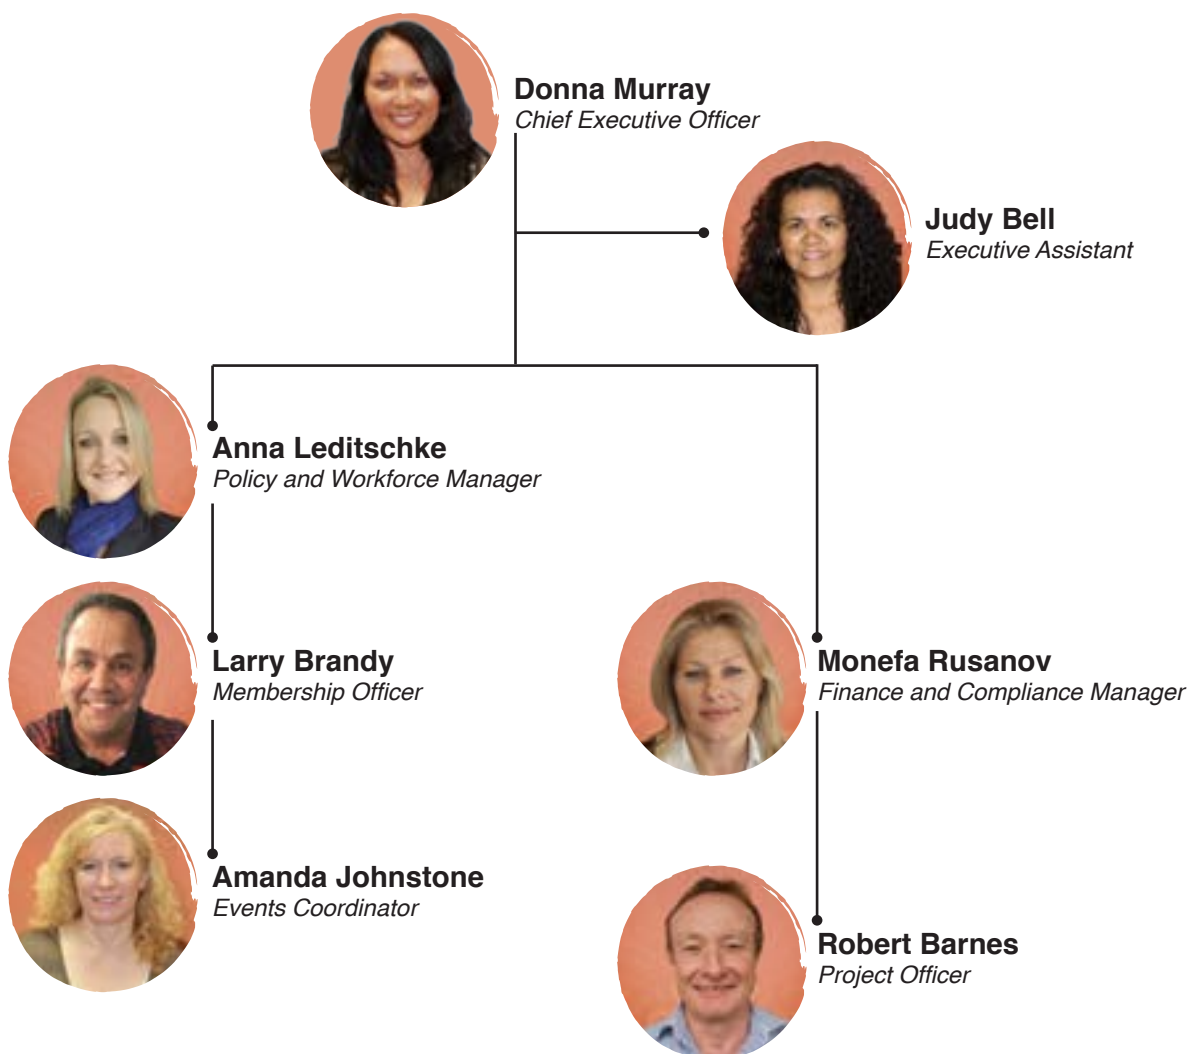 Donna Murray
Chief Executive Officer
Judy Bell
Executive Assistant
Anna Leditschke
Policy and Workforce Manager
Larry Brandy
Membership Officer
Monefa Rusanov
Finance and Compliance Manager
Amanda Johnstone
Events Coordinator
Robert Barnes
Project Officer